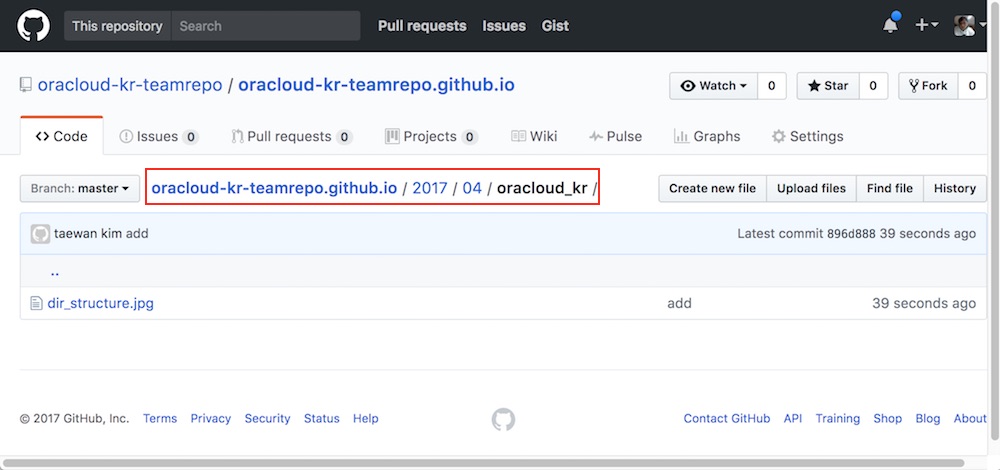 This repository Search Pull requests Issues Gist
oracloud-kr-teamrepo / oracloud-kr-teamrepo.github.io Watch 0 Star 0 Fork 0
Code Issues 0 Pull requests 0 Projects 0 Wiki Pulse Graphs Settings
Branch: master oracloud-kr-teamrepo.github.io / 2017 / 04 / oracloud_kr / Create new file Upload files Find file History
taewan kim add Latest commit 896d888 39 seconds ago
..
dir_structure.jpg add 39 seconds ago
© 2017 GitHub, Inc. Terms Privacy Security Status Help Contact GitHub API Training Shop Blog About